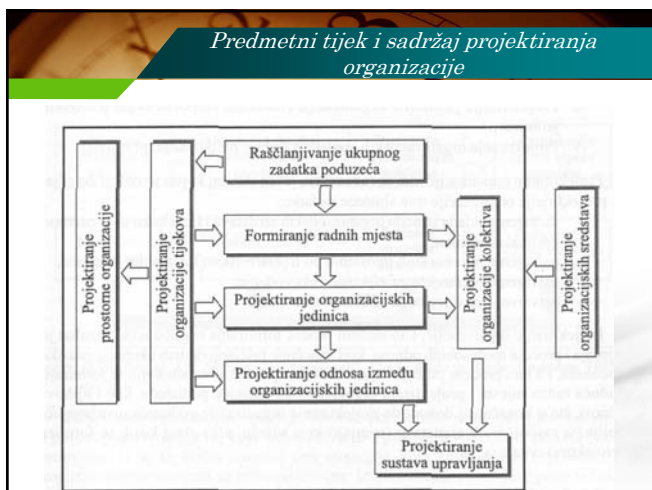 Predmetni tijek i sadržaj projektiranja
organizacije
Projektiranje
prostorne organizacije
Projektiranje
organizacije tijekova
Raščlanjivanje ukupnog
zadatka poduzeća
Formiranje radnih mjesta
Projektiranje organizacijskih
jedinica
Projektiranje odnosa između
organizacijskih jedinica
Projektiranje
organizacije kolektiva
Projektiranje
organizacijskih sredstava
Projektiranje
sustava upravljanja